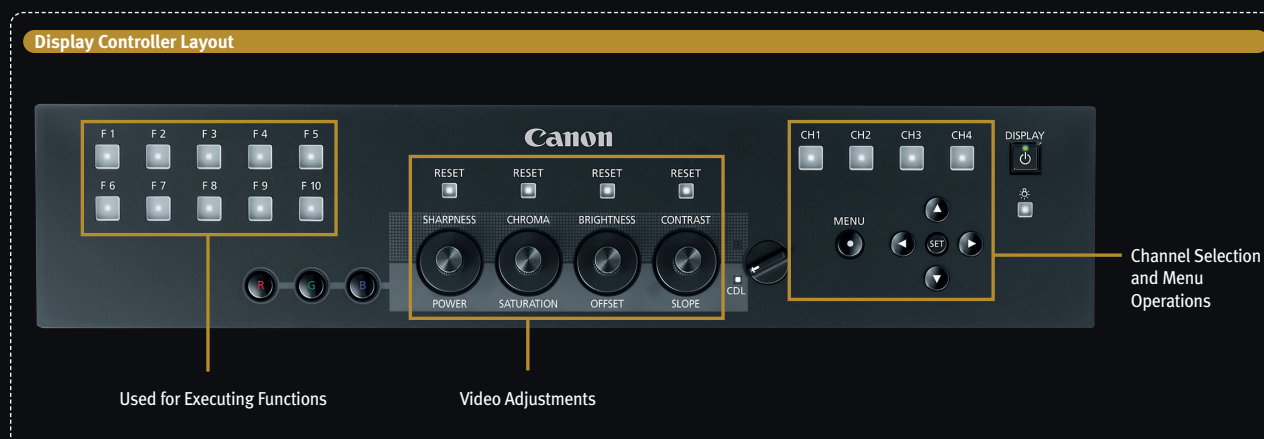 Display Controller Layout
F 1 F 2 F 3 F 4 F 5
F 6 F 7 F 8 F 9 F 10
Canon
RESET RESET RESET RESET
SHARPNESS CHROMA BRIGHTNESS CONTRAST
POWER SATURATION OFFSET SLOPE
R G B
CDL
CH1 CH2 CH3 CH4
DISPLAY
MENU
SET
Channel Selection
and Menu
Operations
Used for Executing Functions
Video Adjustments